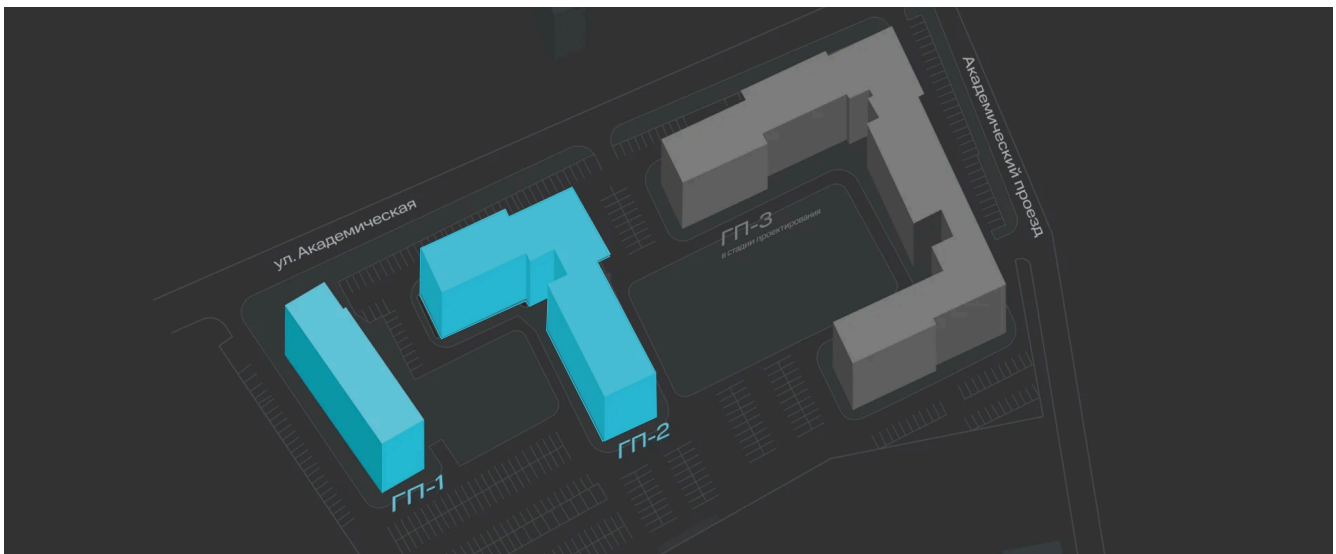 ул. Академическая
Академический проезд
ГП-3
в стадии проектирования
ГП-2
ГП-1